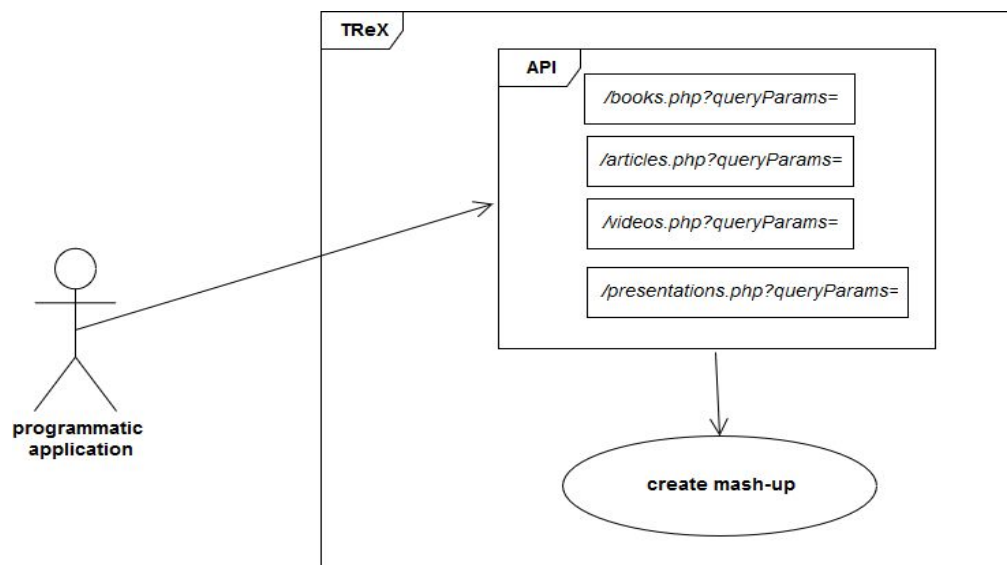 TReX
API
/books.php?queryParams=
/articles.php?queryParams=
/videos.php?queryParams=
/presentations.php?queryParams=
programmatic
application
create mash-up